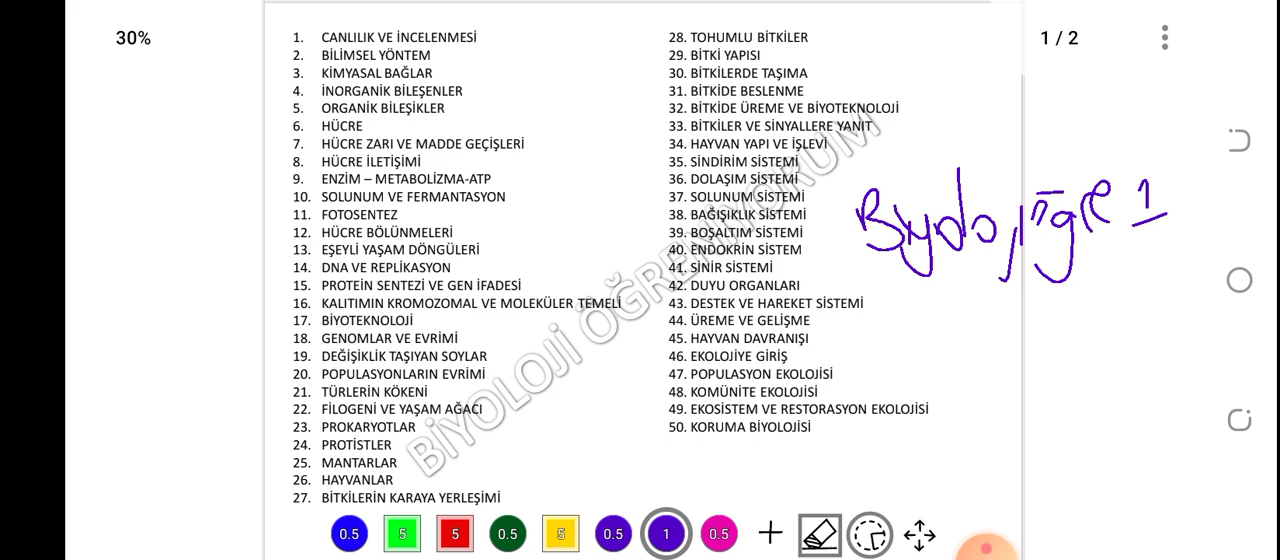 30%
1 / 2
1. CANLILIK VE İNCELENMESİ
2. BİLİMSEL YÖNTEM
3. KİMYASAL BAĞLAR
4. İNORGANİK BİLEŞENLER
5. ORGANİK BİLEŞİKLER
6. HÜCRE
7. HÜCRE ZARI VE MADDE GEÇİŞLERİ
8. HÜCRE İLETİŞİMİ
9. ENZİM – METABOLİZMA-ATP
10. SOLUNUM VE FERMANTASYON
11. FOTOSENTEZ
12. HÜCRE BÖLÜNMELERİ
13. EŞEYLİ YAŞAM DÖNGÜLERİ
14. DNA VE REPLİKASYON
15. PROTEİN SENTEZİ VE GEN İFADESİ
16. KALITIMIN KROMOZOMAL VE MOLEKÜLER TEMELİ
17. BİYOTEKNOLOJİ
18. GENOMLAR VE EVRİMİ
19. DEĞİŞİKLİK TAŞIYAN SOYLAR
20. POPULASYONLARIN EVRİMİ
21. TÜRLERİN KÖKENİ
22. FİLOGENİ VE YAŞAM AĞACI
23. PROKARYOTLAR
24. PROTİSTLER
25. MANTARLAR
26. HAYVANLAR
27. BİTKİLERİN KARAYA YERLEŞİMİ
28. TOHUMLU BİTKİLER
29. BİTKİ YAPISI
30. BİTKİLERDE TAŞIMA
31. BİTKİDE BESLENME
32. BİTKİDE ÜREME VE BİYOTEKNOLOJİ
33. BİTKİLER VE SİNYALLERE YANIT
34. HAYVAN YAPI VE İŞLEVİ
35. SİNDİRİM SİSTEMİ
36. DOLAŞIM SİSTEMİ
37. SOLUNUM SİSTEMİ
38. BAĞIŞIKLIK SİSTEMİ
39. BOŞALTIM SİSTEMİ
40. ENDOKRİN SİSTEM
41. SİNİR SİSTEMİ
42. DUYU ORGANLARI
43. DESTEK VE HAREKET SİSTEMİ
44. ÜREME VE GELİŞME
45. HAYVAN DAVRANIŞI
46. EKOLOJİYE GİRİŞ
47. POPULASYON EKOLOJİSİ
48. KOMÜNİTE EKOLOJİSİ
49. EKOSİSTEM VE RESTORASYON EKOLOJİSİ
50. KORUMA BİYOLOJİSİ
BİYOLOJİ ÖĞRENİYORUM
0.5 5 5 0.5 5 0.5 1 0.5